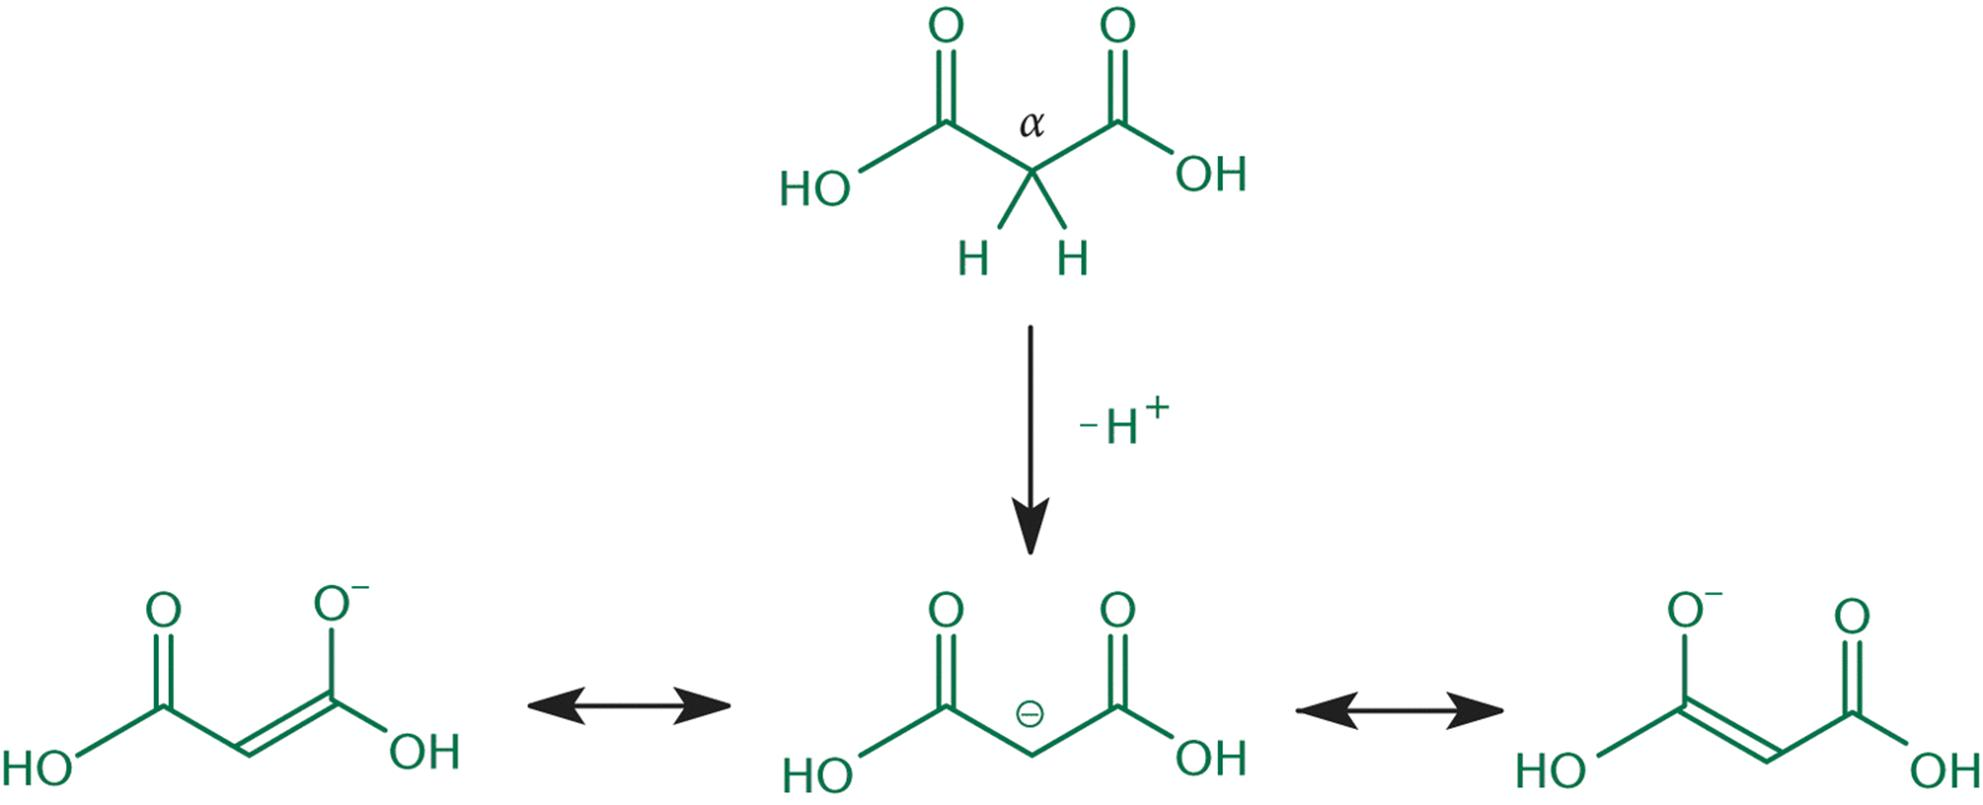 O O
α
HO OH
H H
–H⁺
O O⁻ O O O⁻ O
⊖
HO OH HO OH HO OH